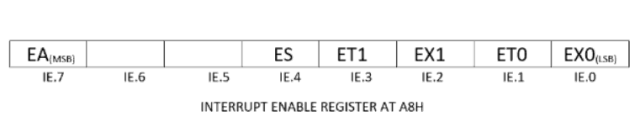 EA(MSB) ES ET1 EX1 ET0 EX0(LSB)
IE.7 IE.6 IE.5 IE.4 IE.3 IE.2 IE.1 IE.0
INTERRUPT ENABLE REGISTER AT A8H